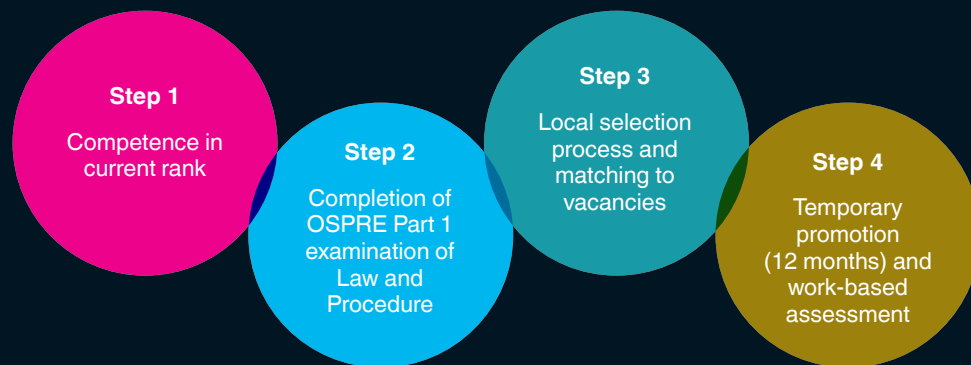 Step 1
Competence in
current rank
Step 2
Completion of
OSPRE Part 1
examination of
Law and
Procedure
Step 3
Local selection
process and
matching to
vacancies
Step 4
Temporary
promotion
(12 months) and
work-based
assessment